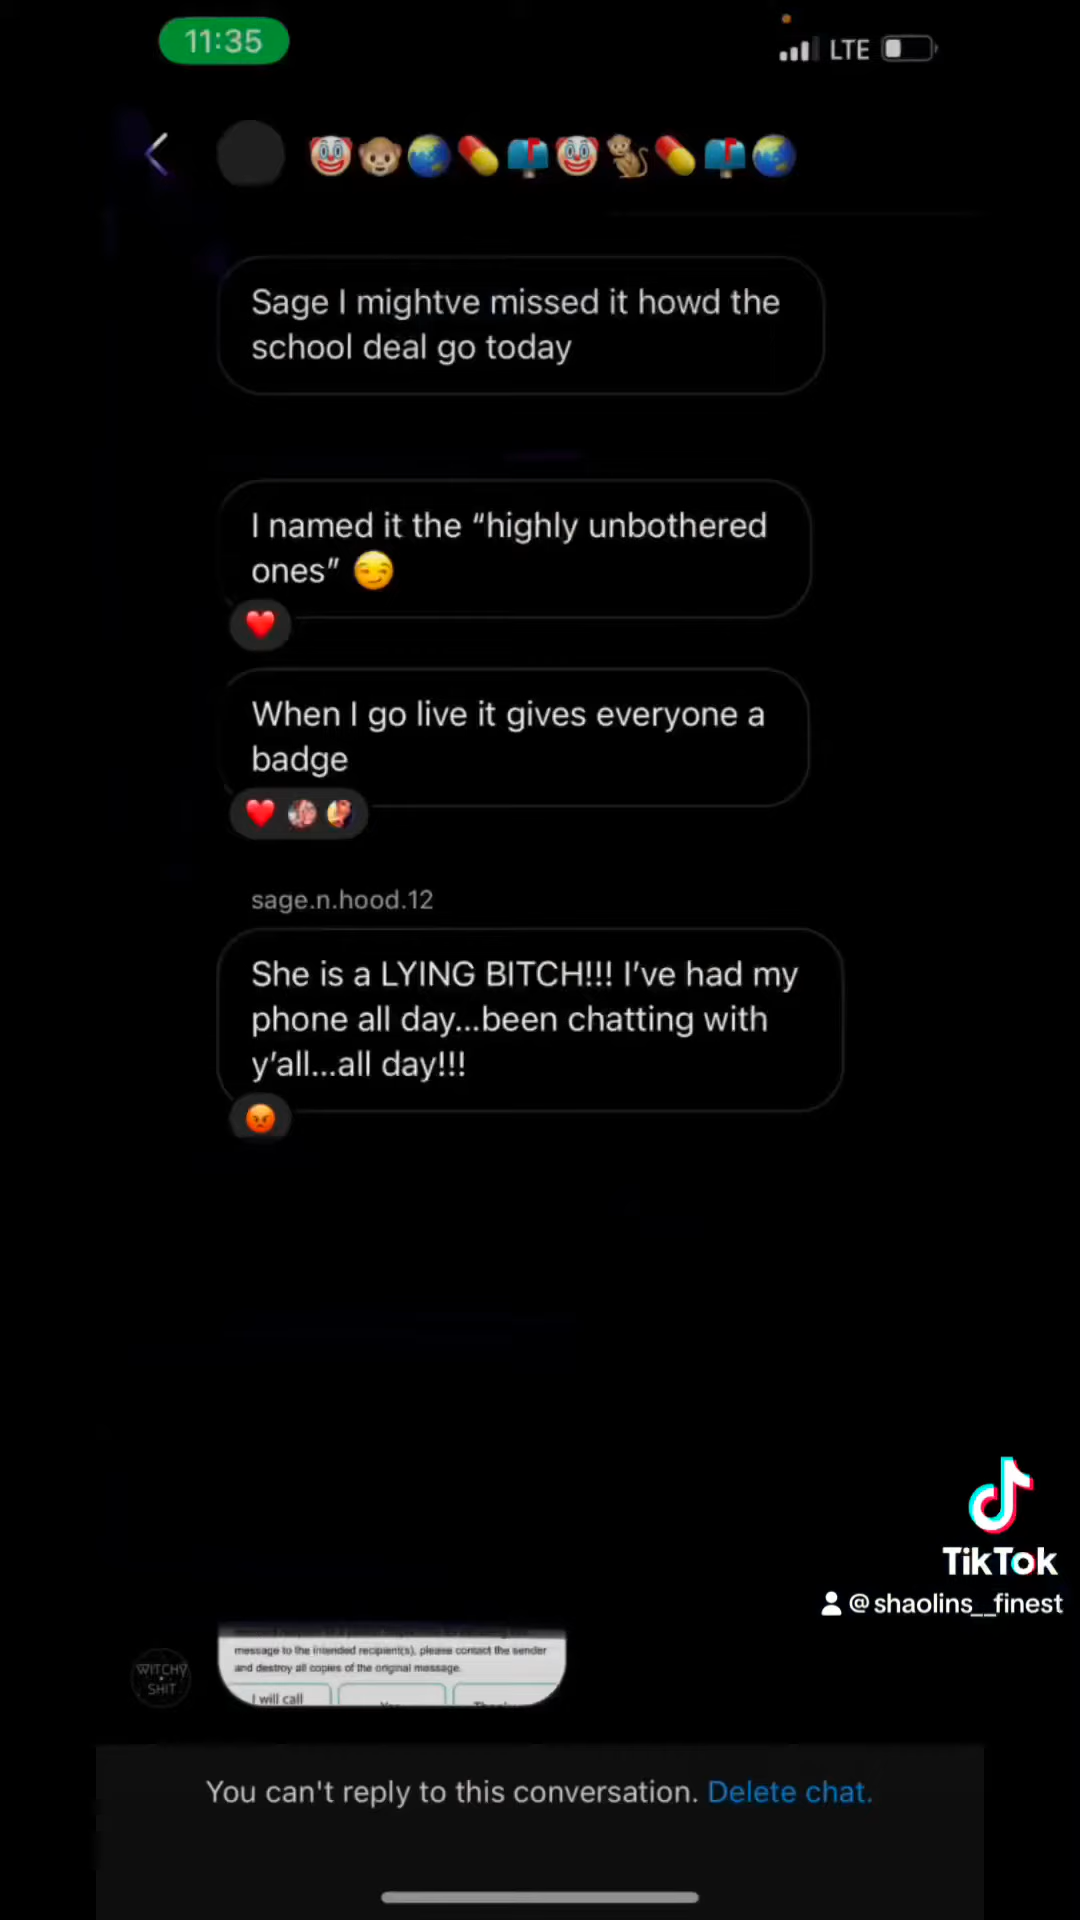 11:35
LTE
Sage I mightve missed it howd the
school deal go today
I named it the “highly unbothered
ones” 😏
When I go live it gives everyone a
badge
sage.n.hood.12
She is a LYING BITCH!!! I’ve had my
phone all day...been chatting with
y’all...all day!!!
TikTok
@shaolins__finest
message to the intended recipient(s), please contact the sender
and destroy all copies of the original message.
WITCHY
SHIT
I will call
You can't reply to this conversation. Delete chat.